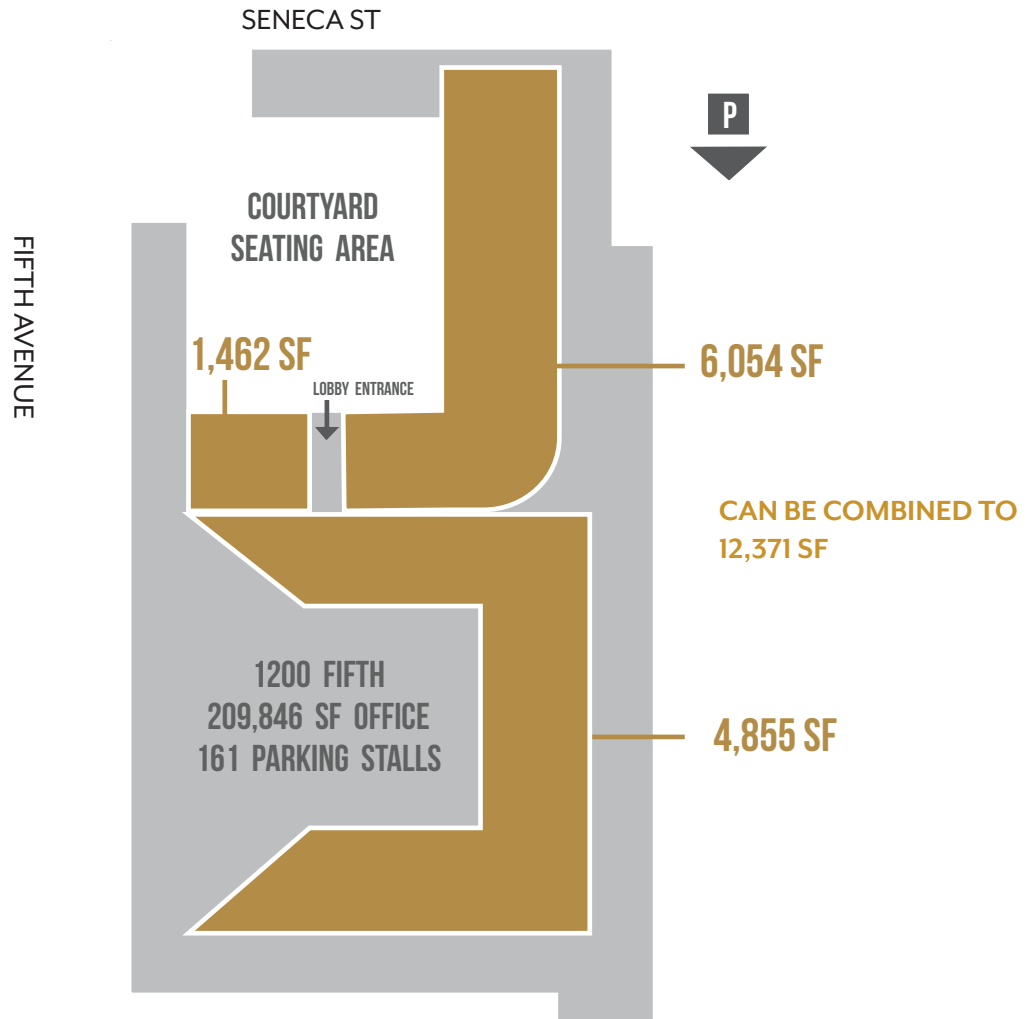 SENECA ST
P
COURTYARD
SEATING AREA
FIFTH AVENUE
1,462 SF
LOBBY ENTRANCE
6,054 SF
CAN BE COMBINED TO
12,371 SF
1200 FIFTH
209,846 SF OFFICE
161 PARKING STALLS
4,855 SF